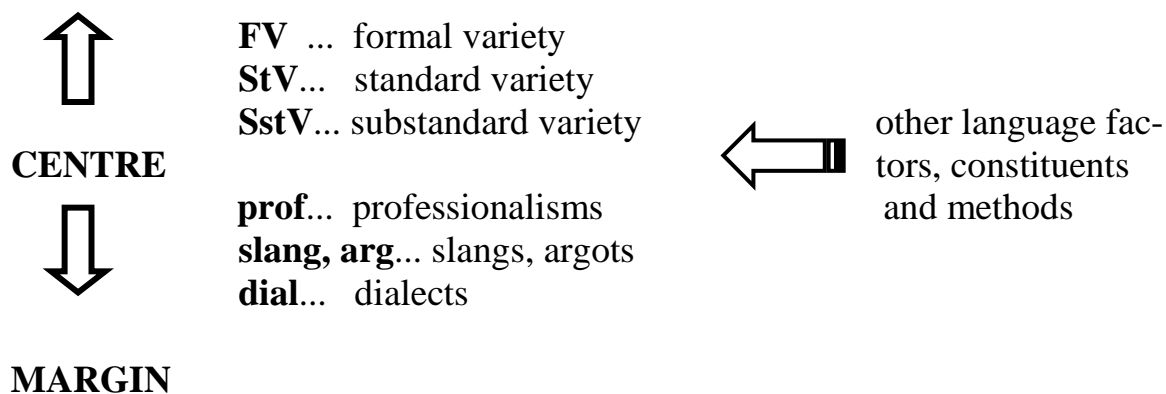 FV ... formal variety
StV... standard variety
SstV... substandard variety
other language fac-
CENTRE
tors, constituents
and methods
prof... professionalisms
slang, arg... slangs, argots
dial... dialects
MARGIN